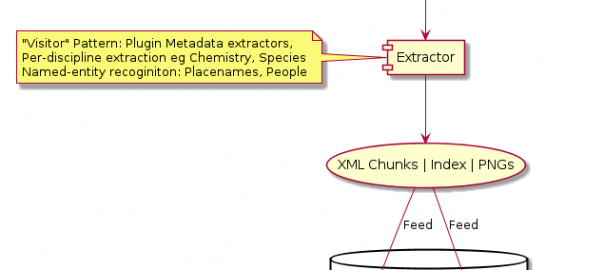 "Visitor" Pattern: Plugin Metadata extractors,
Per-discipline extraction eg Chemistry, Species
Named-entity recoginiton: Placenames, People
Extractor
XML Chunks | Index | PNGs
Feed
Feed